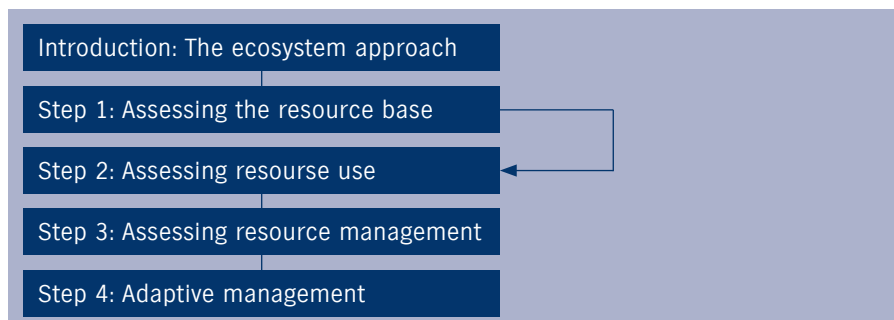 Introduction: The ecosystem approach
Step 1: Assessing the resource base
Step 2: Assessing resourse use
Step 3: Assessing resource management
Step 4: Adaptive management